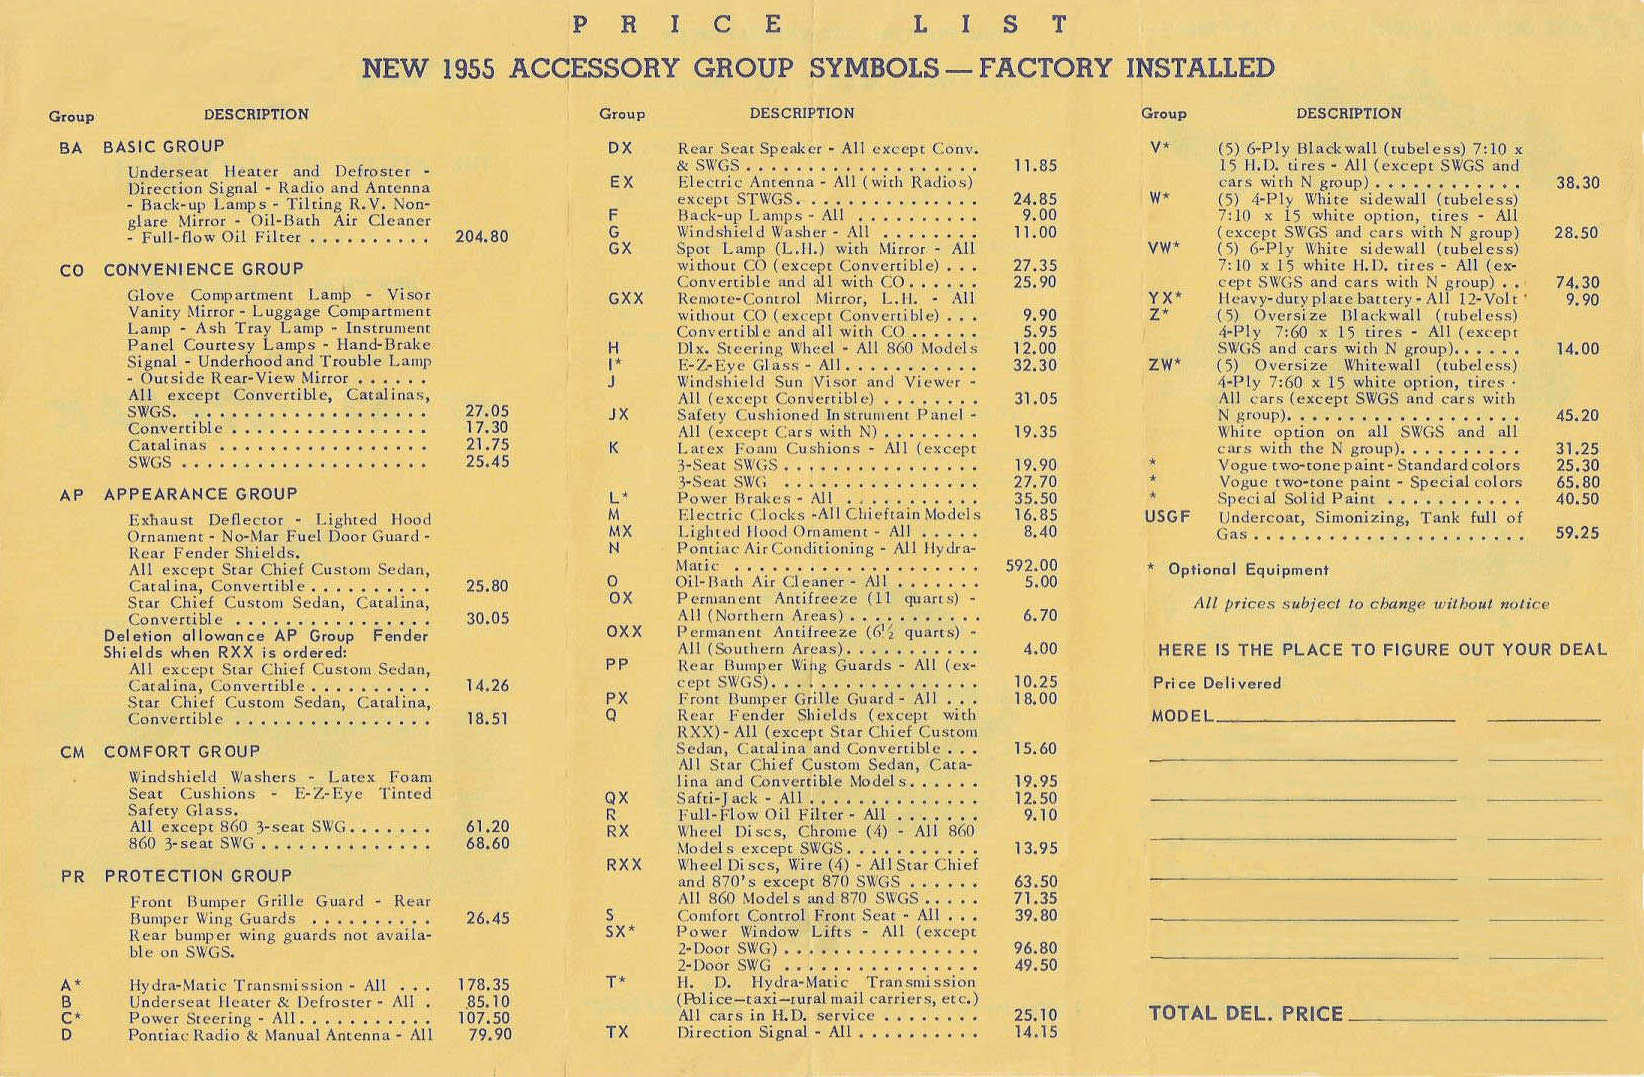 PRICE LIST
NEW 1955 ACCESSORY GROUP SYMBOLS — FACTORY INSTALLED
Group DESCRIPTION
BA BASIC GROUP
Underseat Heater and Defroster -
Direction Signal - Radio and Antenna
- Back-up Lamps - Tilting R.V. Non-
glare Mirror - Oil-Bath Air Cleaner
- Full-flow Oil Filter . . . . . . . . . . 204.80
CO CONVENIENCE GROUP
Glove Compartment Lamp - Visor
Vanity Mirror - Luggage Compartment
Lamp - Ash Tray Lamp - Instrument
Panel Courtesy Lamps - Hand-Brake
Signal - Underhood and Trouble Lamp
- Outside Rear-View Mirror . . . . . .
All except Convertible, Catalinas,
SWGS. . . . . . . . . . . . . . . . . . . . 27.05
Convertible . . . . . . . . . . . . . . . . 17.30
Catalinas . . . . . . . . . . . . . . . . . 21.75
SWGS . . . . . . . . . . . . . . . . . . . . 25.45
AP APPEARANCE GROUP
Exhaust Deflector - Lighted Hood
Ornament - No-Mar Fuel Door Guard -
Rear Fender Shields.
All except Star Chief Custom Sedan,
Catalina, Convertible . . . . . . . . . . 25.80
Star Chief Custom Sedan, Catalina,
Convertible . . . . . . . . . . . . . . . . 30.05
Deletion allowance AP Group Fender
Shields when RXX is ordered:
All except Star Chief Custom Sedan,
Catalina, Convertible . . . . . . . . . . 14.26
Star Chief Custom Sedan, Catalina,
Convertible . . . . . . . . . . . . . . . . 18.51
CM COMFORT GROUP
Windshield Washers - Latex Foam
Seat Cushions - E-Z-Eye Tinted
Safety Glass.
All except 860 3-seat SWG. . . . . . . 61.20
860 3-seat SWG . . . . . . . . . . . . . . 68.60
PR PROTECTION GROUP
Front Bumper Grille Guard - Rear
Bumper Wing Guards . . . . . . . . . . 26.45
Rear bumper wing guards not availa-
ble on SWGS.
A* Hydra-Matic Transmission - All . . . 178.35
B Underseat Heater & Defroster - All . 85.10
C* Power Steering - All. . . . . . . . . . . 107.50
D Pontiac Radio & Manual Antenna - All 79.90
Group DESCRIPTION
DX Rear Seat Speaker - All except Conv.
& SWGS . . . . . . . . . . . . . . . . . . . 11.85
EX Electric Antenna - All (with Radios)
except STWGS. . . . . . . . . . . . . . . 24.85
F Back-up Lamps - All . . . . . . . . . . 9.00
G Windshield Washer - All . . . . . . . . 11.00
GX Spot Lamp (L.H.) with Mirror - All
without CO (except Convertible) . . . 27.35
Convertible and all with CO . . . . . . 25.90
GXX Remote-Control Mirror, L.H. - All
without CO (except Convertible) . . . 9.90
Convertible and all with CO . . . . . . 5.95
H Dlx. Steering Wheel - All 860 Models 12.00
I* E-Z-Eye Glass - All. . . . . . . . . . . 32.30
J Windshield Sun Visor and Viewer -
All (except Convertible) . . . . . . . . 31.05
JX Safety Cushioned Instrument Panel -
All (except Cars with N) . . . . . . . . 19.35
K Latex Foam Cushions - All (except
3-Seat SWGS . . . . . . . . . . . . . . . . 19.90
3-Seat SWG . . . . . . . . . . . . . . . . 27.70
L* Power Brakes - All . . . . . . . . . . . 35.50
M Electric Clocks -All Chieftain Models 16.85
MX Lighted Hood Ornament - All . . . . . 8.40
N Pontiac Air Conditioning - All Hydra-
Matic . . . . . . . . . . . . . . . . . . . . 592.00
O Oil-Bath Air Cleaner - All . . . . . . . 5.00
OX Permanent Antifreeze (11 quarts) -
All (Northern Areas) . . . . . . . . . . . 6.70
OXX Permanent Antifreeze (6½ quarts) -
All (Southern Areas). . . . . . . . . . . 4.00
PP Rear Bumper Wing Guards - All (ex-
cept SWGS). . . . . . . . . . . . . . . . . 10.25
PX Front Bumper Grille Guard - All . . . 18.00
Q Rear Fender Shields (except with
RXX) - All (except Star Chief Custom
Sedan, Catalina and Convertible . . . 15.60
All Star Chief Custom Sedan, Cata-
lina and Convertible Models. . . . . . 19.95
QX Safti-Jack - All . . . . . . . . . . . . . . 12.50
R Full-Flow Oil Filter - All . . . . . . . 9.10
RX Wheel Discs, Chrome (4) - All 860
Models except SWGS. . . . . . . . . . . 13.95
RXX Wheel Discs, Wire (4) - All Star Chief
and 870's except 870 SWGS . . . . . . 63.50
All 860 Models and 870 SWGS . . . . . 71.35
S Comfort Control Front Seat - All . . . 39.80
SX* Power Window Lifts - All (except
2-Door SWG) . . . . . . . . . . . . . . . . 96.80
2-Door SWG . . . . . . . . . . . . . . . . 49.50
T* H. D. Hydra-Matic Transmission
(Police—taxi—rural mail carriers, etc.)
All cars in H.D. service . . . . . . . . 25.10
TX Direction Signal - All . . . . . . . . . . 14.15
Group DESCRIPTION
V* (5) 6-Ply Blackwall (tubeless) 7:10 x
15 H.D. tires - All (except SWGS and
cars with N group) . . . . . . . . . . . . 38.30
W* (5) 4-Ply White sidewall (tubeless)
7:10 x 15 white option, tires - All
(except SWGS and cars with N group) 28.50
VW* (5) 6-Ply White sidewall (tubeless)
7:10 x 15 white H.D. tires - All (ex-
cept SWGS and cars with N group) . . 74.30
YX* Heavy-duty plate battery - All 12-Volt 9.90
Z* (5) Oversize Blackwall (tubeless)
4-Ply 7:60 x 15 tires - All (except
SWGS and cars with N group). . . . . . 14.00
ZW* (5) Oversize Whitewall (tubeless)
4-Ply 7:60 x 15 white option, tires -
All cars (except SWGS and cars with
N group). . . . . . . . . . . . . . . . . . . 45.20
White option on all SWGS and all
cars with the N group). . . . . . . . . . 31.25
* Vogue two-tone paint - Standard colors 25.30
* Vogue two-tone paint - Special colors 65.80
* Special Solid Paint . . . . . . . . . . . 40.50
USGF Undercoat, Simonizing, Tank full of
Gas . . . . . . . . . . . . . . . . . . . . . . 59.25
* Optional Equipment
All prices subject to change without notice
HERE IS THE PLACE TO FIGURE OUT YOUR DEAL
Price Delivered
MODEL
TOTAL DEL. PRICE